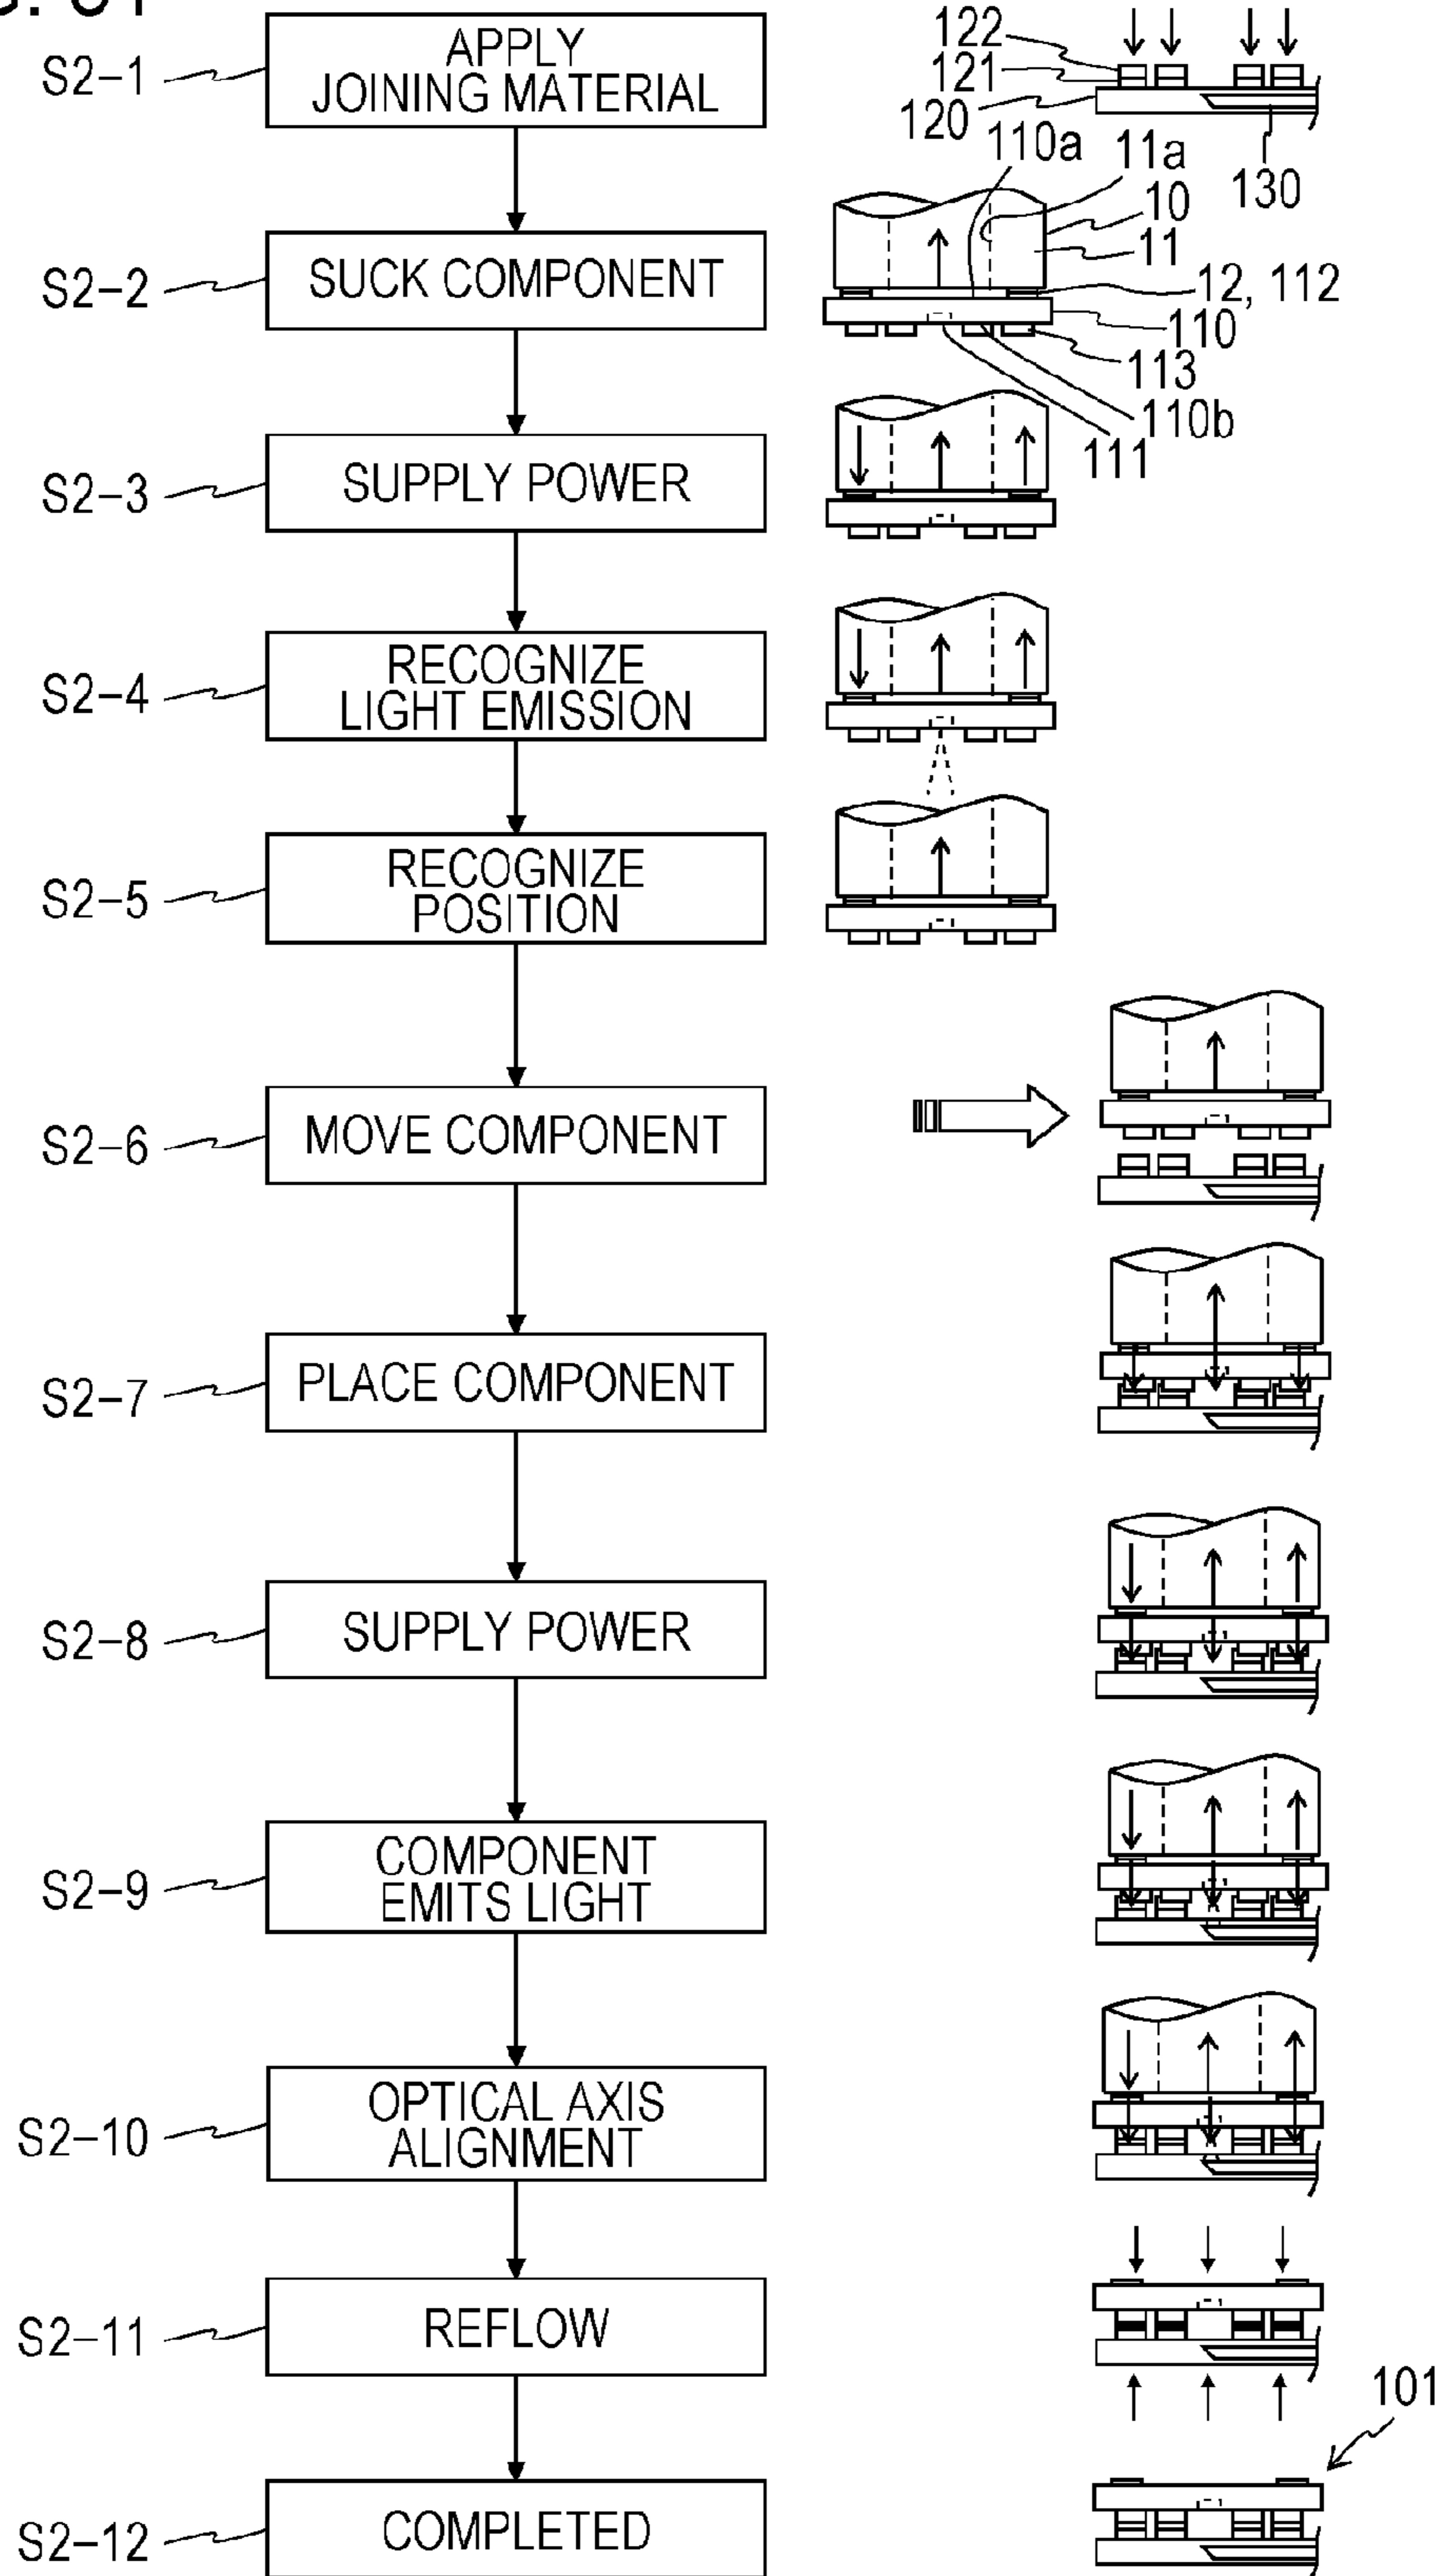 S2-1
APPLY
JOINING MATERIAL
122
121
120
130
S2-2
SUCK COMPONENT
110a
11a
10
11
12, 112
110
113
110b
111
S2-3
SUPPLY POWER
S2-4
RECOGNIZE
LIGHT EMISSION
S2-5
RECOGNIZE
POSITION
S2-6
MOVE COMPONENT
S2-7
PLACE COMPONENT
S2-8
SUPPLY POWER
S2-9
COMPONENT
EMITS LIGHT
S2-10
OPTICAL AXIS
ALIGNMENT
S2-11
REFLOW
101
S2-12
COMPLETED